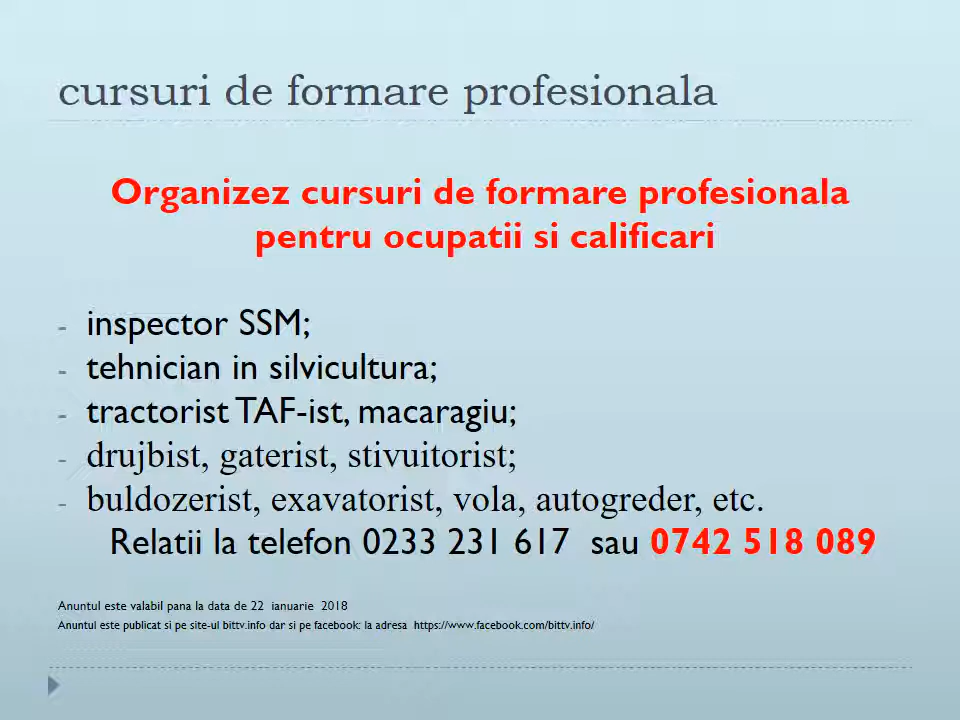 cursuri de formare profesionala
Organizez cursuri de formare profesionala
pentru ocupatii si calificari
- inspector SSM;
- tehnician in silvicultura;
- tractorist TAF-ist, macaragiu;
- drujbist, gaterist, stivuitorist;
- buldozerist, exavatorist, vola, autogreder, etc.
Relatii la telefon 0233 231 617 sau 0742 518 089
Anuntul este valabil pana la data de 22 ianuarie 2018
Anuntul este publicat si pe site-ul bittv.info dar si pe facebook: la adresa https://www.facebook.com/bittv.info/